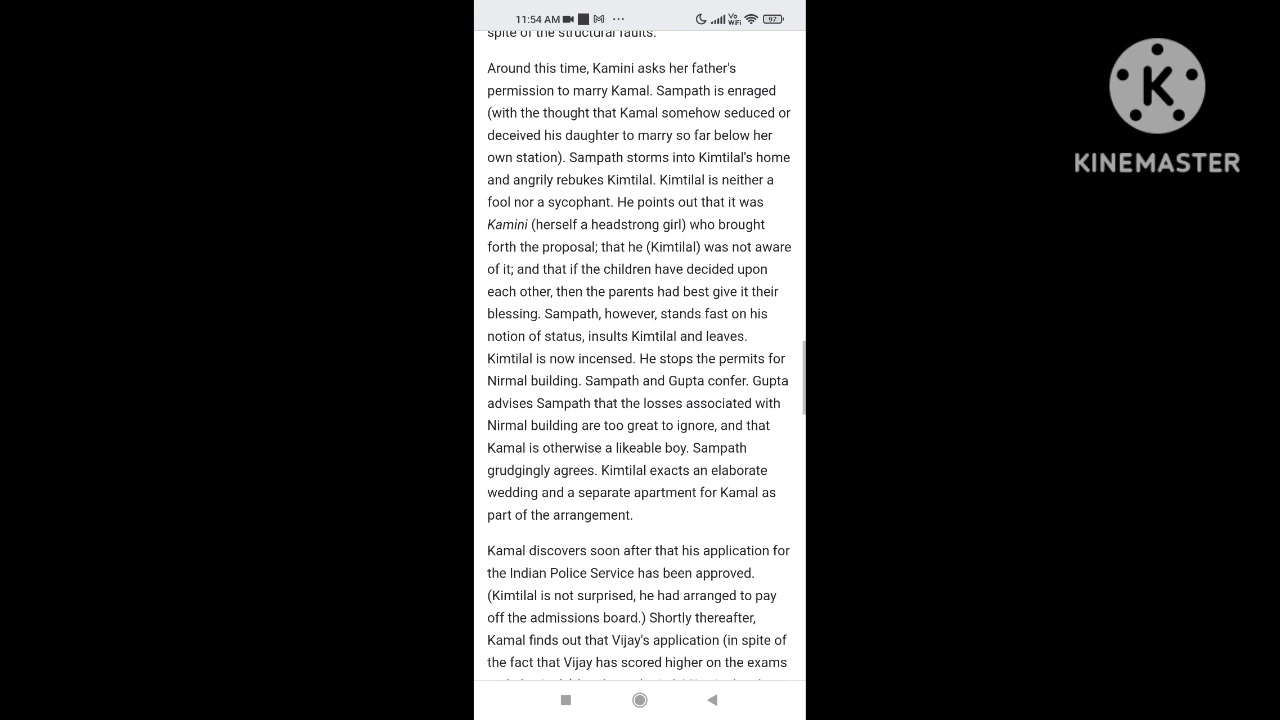 11:54 AM
Vo
WiFi
97
spite of the structural faults.
Around this time, Kamini asks her father's
permission to marry Kamal. Sampath is enraged
(with the thought that Kamal somehow seduced or
deceived his daughter to marry so far below her
own station). Sampath storms into Kimtilal's home
and angrily rebukes Kimtilal. Kimtilal is neither a
fool nor a sycophant. He points out that it was
Kamini (herself a headstrong girl) who brought
forth the proposal; that he (Kimtilal) was not aware
of it; and that if the children have decided upon
each other, then the parents had best give it their
blessing. Sampath, however, stands fast on his
notion of status, insults Kimtilal and leaves.
Kimtilal is now incensed. He stops the permits for
Nirmal building. Sampath and Gupta confer. Gupta
advises Sampath that the losses associated with
Nirmal building are too great to ignore, and that
Kamal is otherwise a likeable boy. Sampath
grudgingly agrees. Kimtilal exacts an elaborate
wedding and a separate apartment for Kamal as
part of the arrangement.
Kamal discovers soon after that his application for
the Indian Police Service has been approved.
(Kimtilal is not surprised, he had arranged to pay
off the admissions board.) Shortly thereafter,
Kamal finds out that Vijay's application (in spite of
the fact that Vijay has scored higher on the exams
K
KINEMASTER